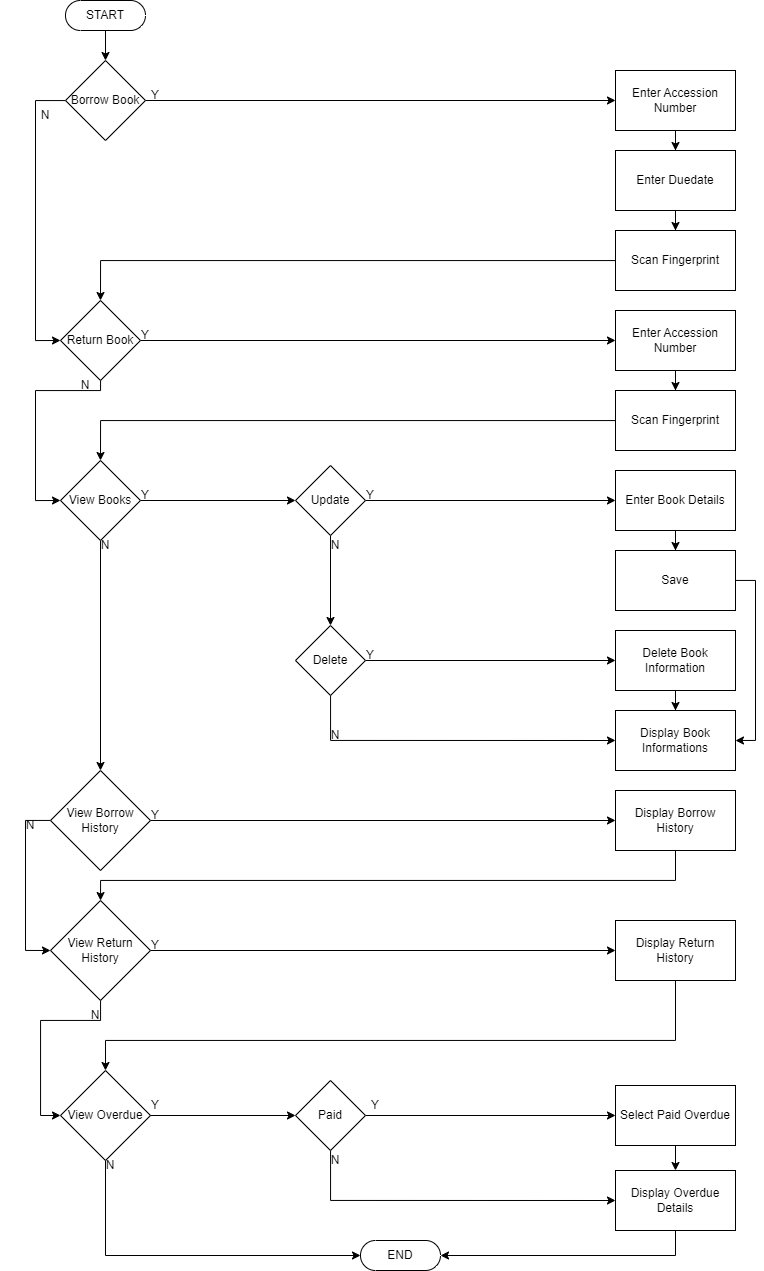 START
Borrow Book
Y
N
Enter Accession
Number
Enter Duedate
Scan Fingerprint
Return Book
Y
N
Enter Accession
Number
Scan Fingerprint
View Books
Y
N
Update
Y
N
Enter Book Details
Save
Delete
Y
N
Delete Book
Information
Display Book
Informations
View Borrow
History
Y
N
Display Borrow
History
View Return
History
Y
N
Display Return
History
View Overdue
Y
N
Paid
Y
N
Select Paid Overdue
Display Overdue
Details
END